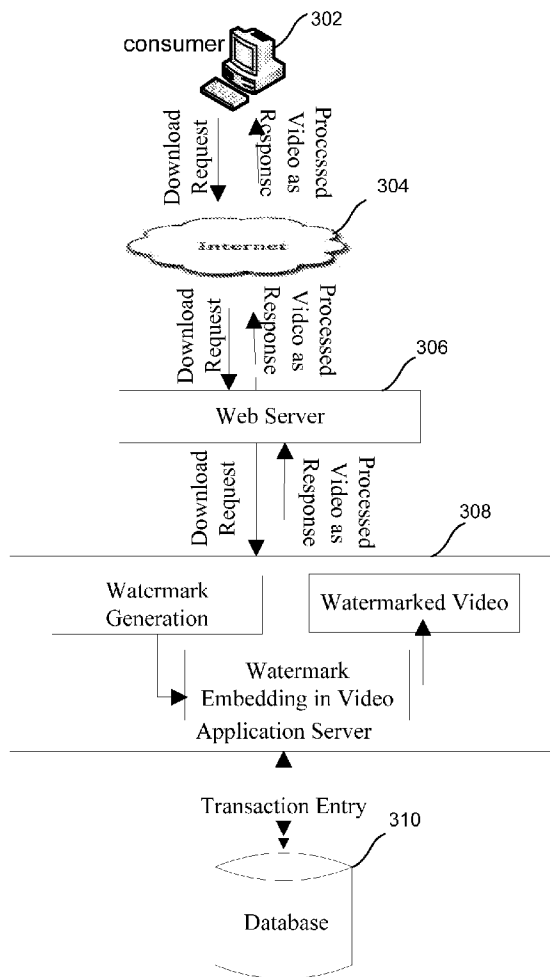 302
consumer
Download
Request
Processed
Video as
Response
304
Internet
Download
Request
Processed
Video as
Response
306
Web Server
Download
Request
Processed
Video as
Response
308
Watermark
Generation
Watermarked Video
Watermark
Embedding in Video
Application Server
Transaction Entry
310
Database